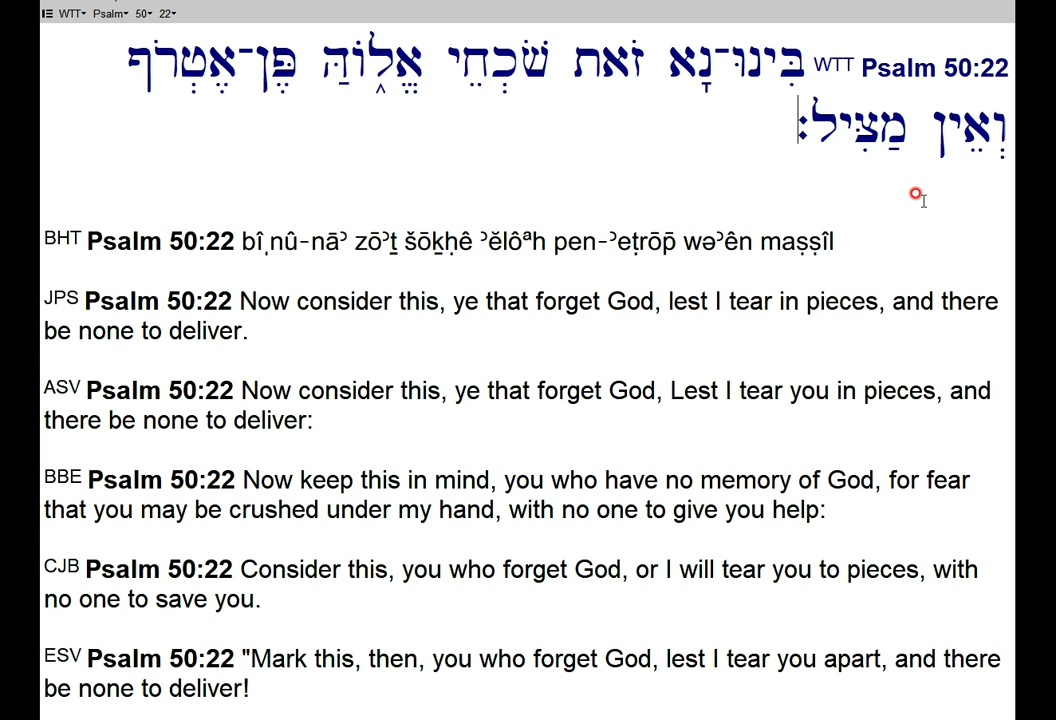 WTT Psalm 50 22
WTT Psalm 50:22 בִּינוּ־נָ֣א זֹ֭את שֹׁכְחֵ֣י אֱל֑וֹהַּ פֶּן־אֶ֜טְרֹ֗ף
וְאֵ֣ין מַצִּֽיל׃
BHT Psalm 50:22 bîˌnû-nāʾ zōʾṯ šōḵḥê ʾĕlôªh pen-ʾeṭrōp̄ wəʾên maṣṣîl
JPS Psalm 50:22 Now consider this, ye that forget God, lest I tear in pieces, and there
be none to deliver.
ASV Psalm 50:22 Now consider this, ye that forget God, Lest I tear you in pieces, and
there be none to deliver:
BBE Psalm 50:22 Now keep this in mind, you who have no memory of God, for fear
that you may be crushed under my hand, with no one to give you help:
CJB Psalm 50:22 Consider this, you who forget God, or I will tear you to pieces, with
no one to save you.
ESV Psalm 50:22 "Mark this, then, you who forget God, lest I tear you apart, and there
be none to deliver!